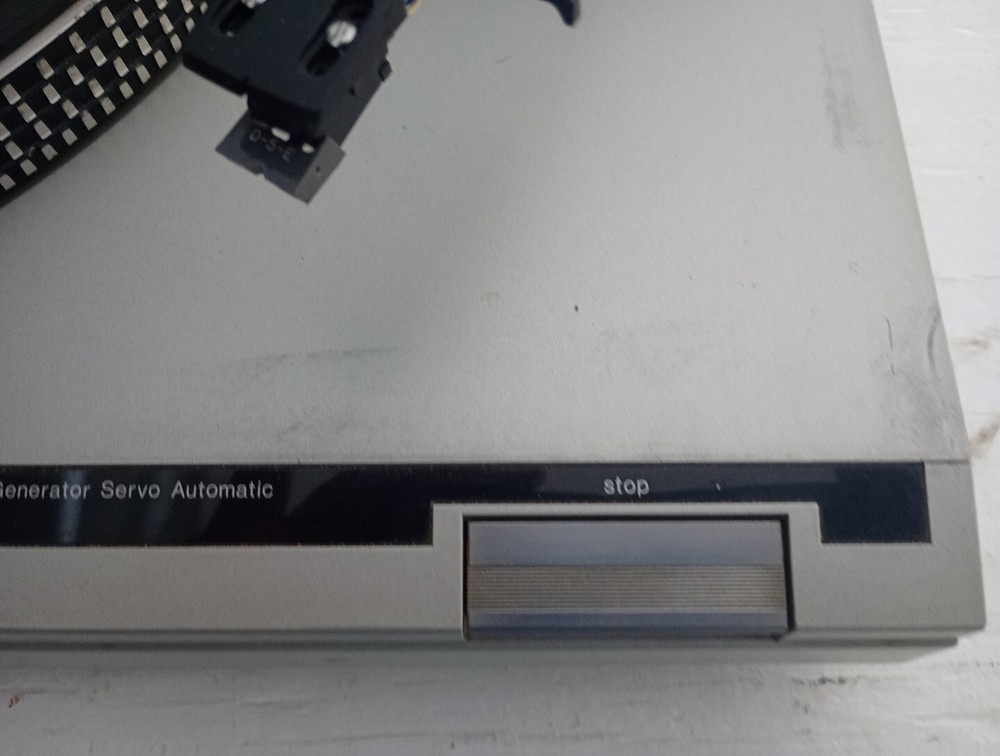 D-S-E
Generator Servo Automatic
stop